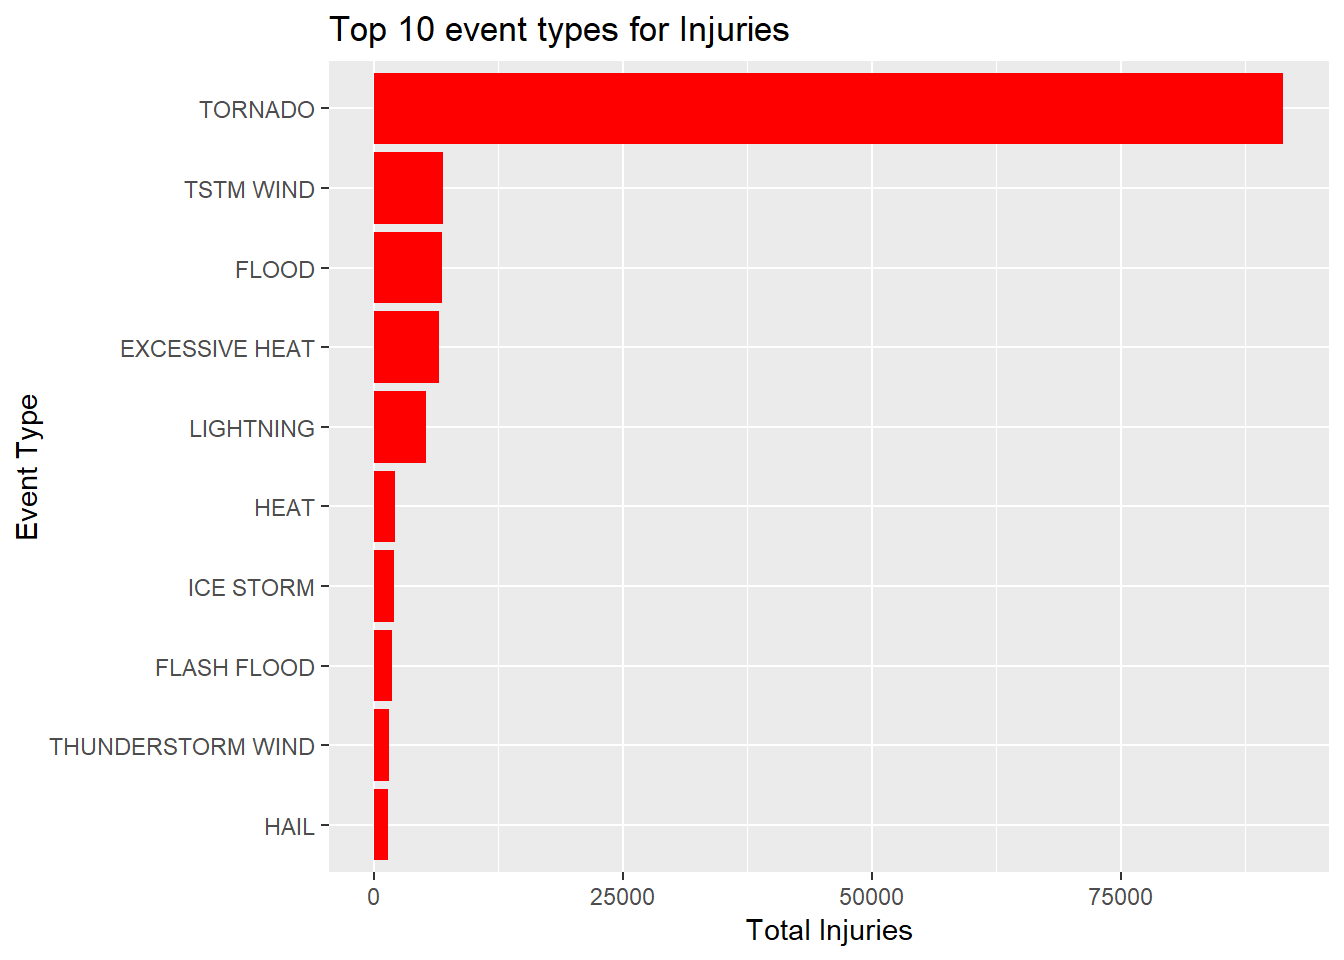 Top 10 event types for Injuries
TORNADO
TSTM WIND
FLOOD
EXCESSIVE HEAT
LIGHTNING
HEAT
ICE STORM
FLASH FLOOD
THUNDERSTORM WIND
HAIL
Event Type
0 25000 50000 75000
Total Injuries